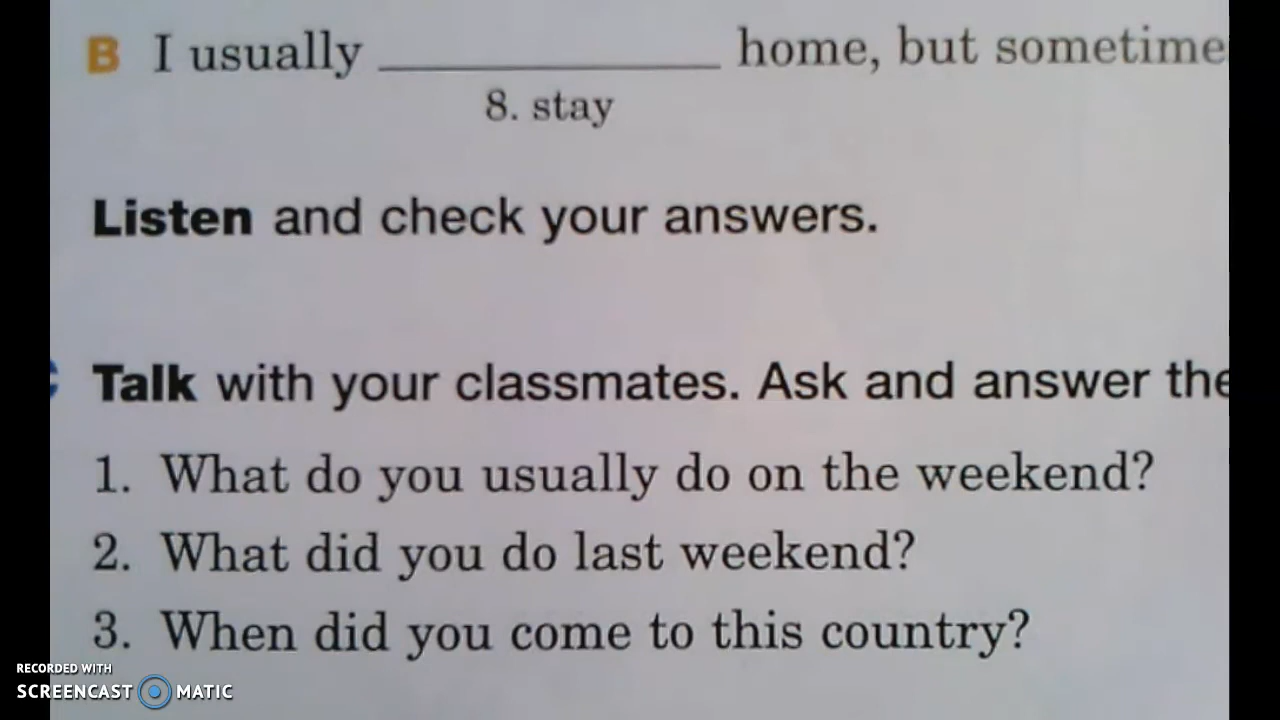 B I usually ____________ home, but sometime
8. stay
Listen and check your answers.
Talk with your classmates. Ask and answer the
1. What do you usually do on the weekend?
2. What did you do last weekend?
3. When did you come to this country?
RECORDED WITH
SCREENCAST MATIC